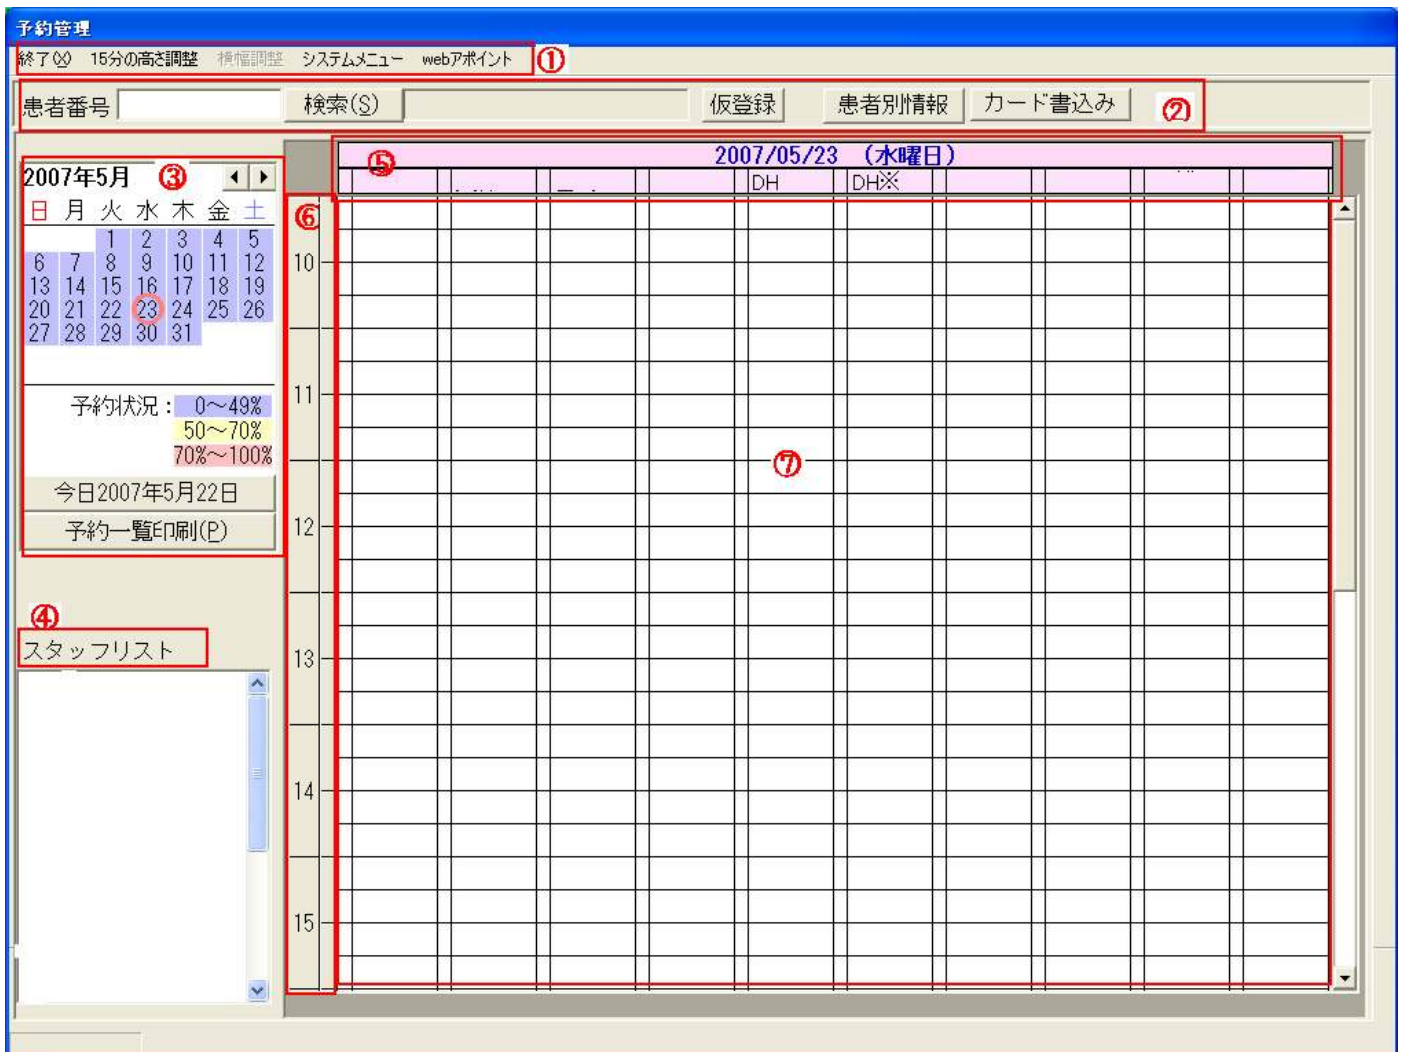 予約管理
終了(X) 15分の高さ調整 横幅調整 システムメニュー webアポイント ①
患者番号 検索(S) 仮登録 患者別情報 カード書込み ②
2007年5月 ③
日 月 火 水 木 金 土
1 2 3 4 5
6 7 8 9 10 11 12
13 14 15 16 17 18 19
20 21 22 23 24 25 26
27 28 29 30 31
予約状況： 0～49%
50～70%
70%～100%
今日2007年5月22日
予約一覧印刷(P)
④
スタッフリスト
⑤ 2007/05/23 (水曜日)
DH DH※
⑥
10
11
⑦
12
13
14
15